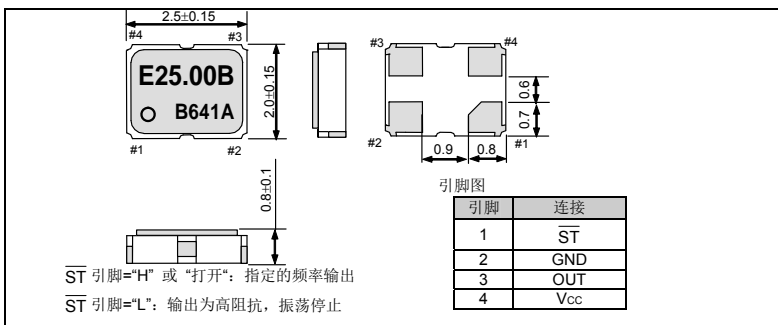 2.5±0.15
#4 #3
E25.00B
B641A
#1 #2
2.0±0.15
#3 #4
#2 #1
0.6
0.7
0.9 0.8
0.8±0.1
S̅T̅ 引脚="H" 或 "打开": 指定的频率输出
S̅T̅ 引脚="L": 输出为高阻抗，振荡停止
引脚图
引脚 连接
1 S̅T̅
2 GND
3 OUT
4 Vcc